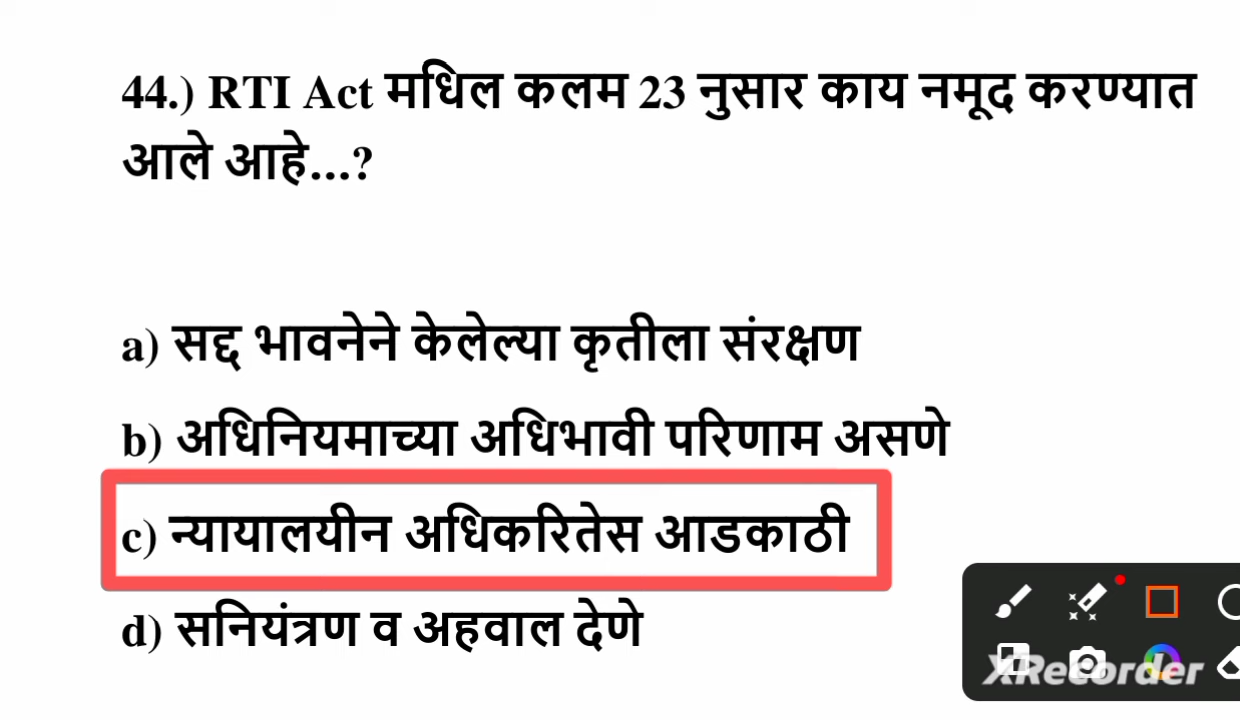 44.) RTI Act मधिल कलम 23 नुसार काय नमूद करण्यात
आले आहे...?
a) सद्द भावनेने केलेल्या कृतीला संरक्षण
b) अधिनियमाच्या अधिभावी परिणाम असणे
c) न्यायालयीन अधिकरितेस आडकाठी
d) सनियंत्रण व अहवाल देणे
XRecorder